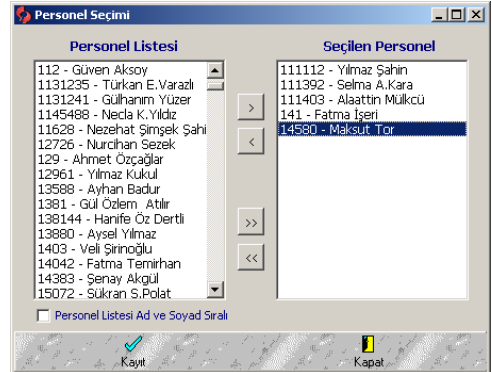 Personel Seçimi
Personel Listesi
112 - Güven Aksoy
1131235 - Türkan E.Varazlı
1131241 - Gülhanım Yüzer
1145488 - Necla K.Yıldız
11628 - Nezehat Şimşek Şahi
12726 - Nurcihan Sezek
129 - Ahmet Özçağlar
12961 - Yılmaz Kukul
13588 - Ayhan Badur
1381 - Gül Özlem Atılır
138144 - Hanife Öz Dertli
13880 - Aysel Yılmaz
1403 - Veli Şirinoğlu
14042 - Fatma Temirhan
14383 - Şenay Akgül
15072 - Şükran S.Polat
>
<
>>
<<
Seçilen Personel
111112 - Yılmaz Şahin
111392 - Selma A.Kara
111403 - Alaattin Mülkcü
141 - Fatma İşeri
14580 - Maksut Tor
Personel Listesi Ad ve Soyad Sıralı
Kayıt
Kapat